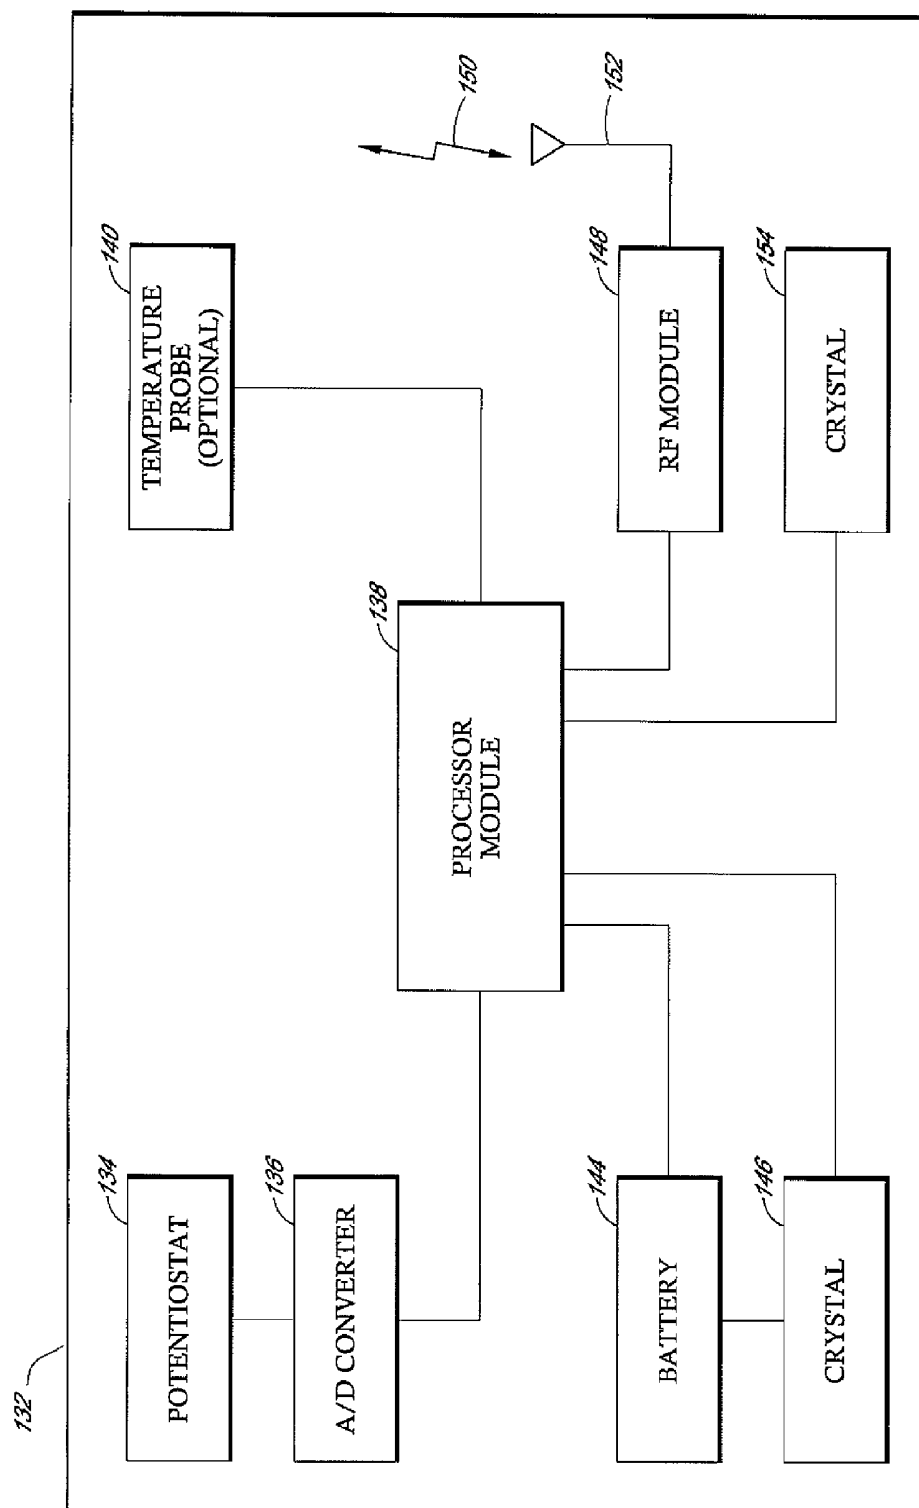 132
134
POTENTIOSTAT
136
A/D CONVERTER
138
PROCESSOR
MODULE
140
TEMPERATURE
PROBE
(OPTIONAL)
144
BATTERY
146
CRYSTAL
148
RF MODULE
150
152
154
CRYSTAL